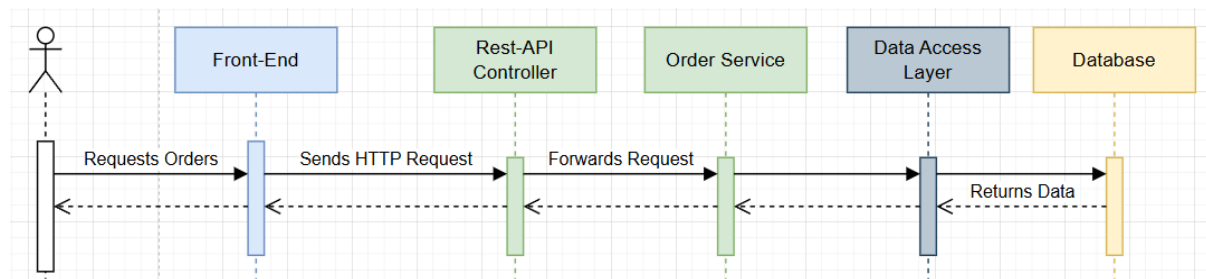 Front-End
Rest-API
Controller
Order Service
Data Access
Layer
Database
Requests Orders
Sends HTTP Request
Forwards Request
Returns Data